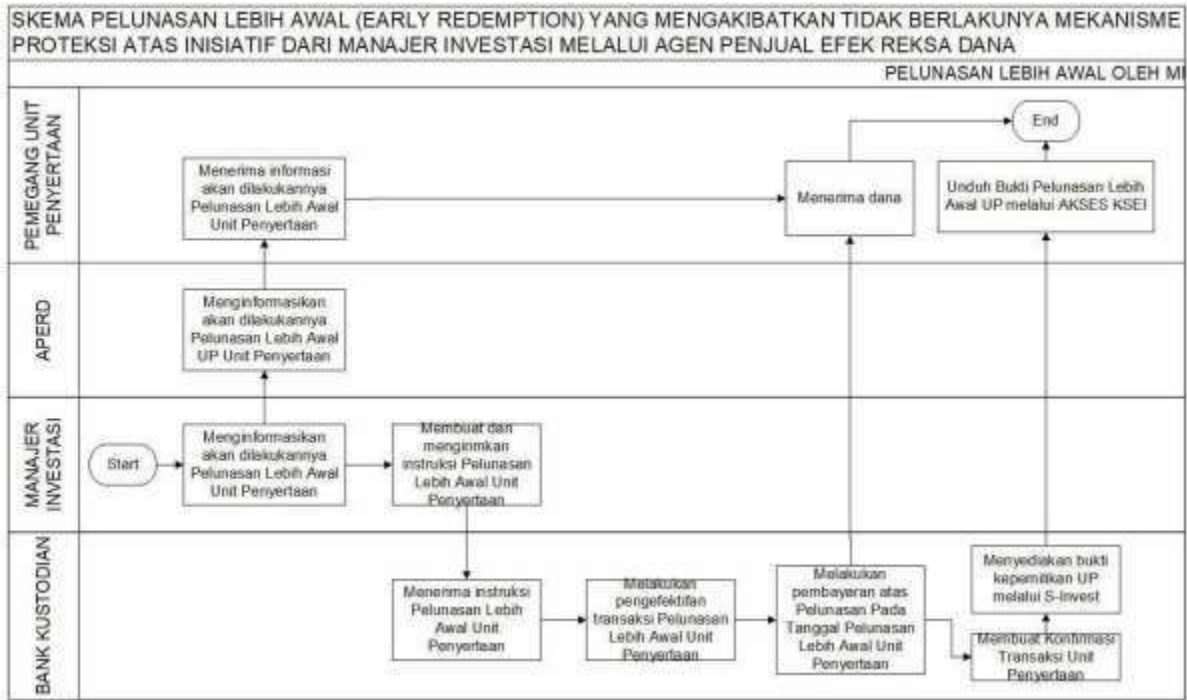 SKEMA PELUNASAN LEBIH AWAL (EARLY REDEMPTION) YANG MENGAKIBATKAN TIDAK BERLAKUNYA MEKANISME
PROTEKSI ATAS INISIATIF DARI MANAJER INVESTASI MELALUI AGEN PENJUAL EFEK REKSA DANA
PELUNASAN LEBIH AWAL OLEH MI
PEMEGANG UNIT
PENYERTAAN
Menerima informasi
akan dilakukannya
Pelunasan Lebih Awal
Unit Penyertaan
Menerima dana
End
Unduh Bukti Pelunasan Lebih
Awal UP melalui AKSES KSEI
APERD
Menginformasikan
akan dilakukannya
Pelunasan Lebih Awal
UP Unit Penyertaan
MANAJER
INVESTASI
Start
Menginformasikan
akan dilakukannya
Pelunasan Lebih Awal
Unit Penyertaan
Membuat dan
mengirimkan
instruksi Pelunasan
Lebih Awal Unit
Penyertaan
BANK KUSTODIAN
Menerima instruksi
Pelunasan Lebih
Awal Unit
Penyertaan
Melakukan
pengefektifan
transaksi Pelunasan
Lebih Awal Unit
Penyertaan
Melakukan
pembayaran atas
Pelunasan Pada
Tanggal Pelunasan
Lebih Awal Unit
Penyertaan
Menyediakan bukti
kepemilikan UP
melalui S-Invest
Membuat Konfirmasi
Transaksi Unit
Penyertaan